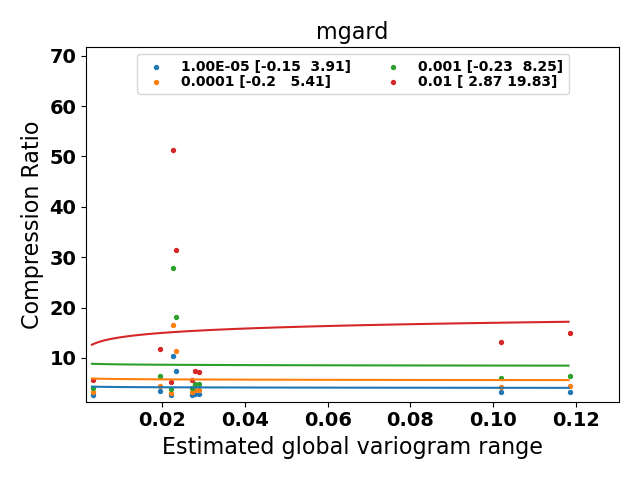 mgard
1.00E-05 [-0.15  3.91]
0.0001 [-0.2   5.41]
0.001 [-0.23  8.25]
0.01 [ 2.87 19.83]
70
60
50
40
30
20
10
Compression Ratio
0.02 0.04 0.06 0.08 0.10 0.12
Estimated global variogram range